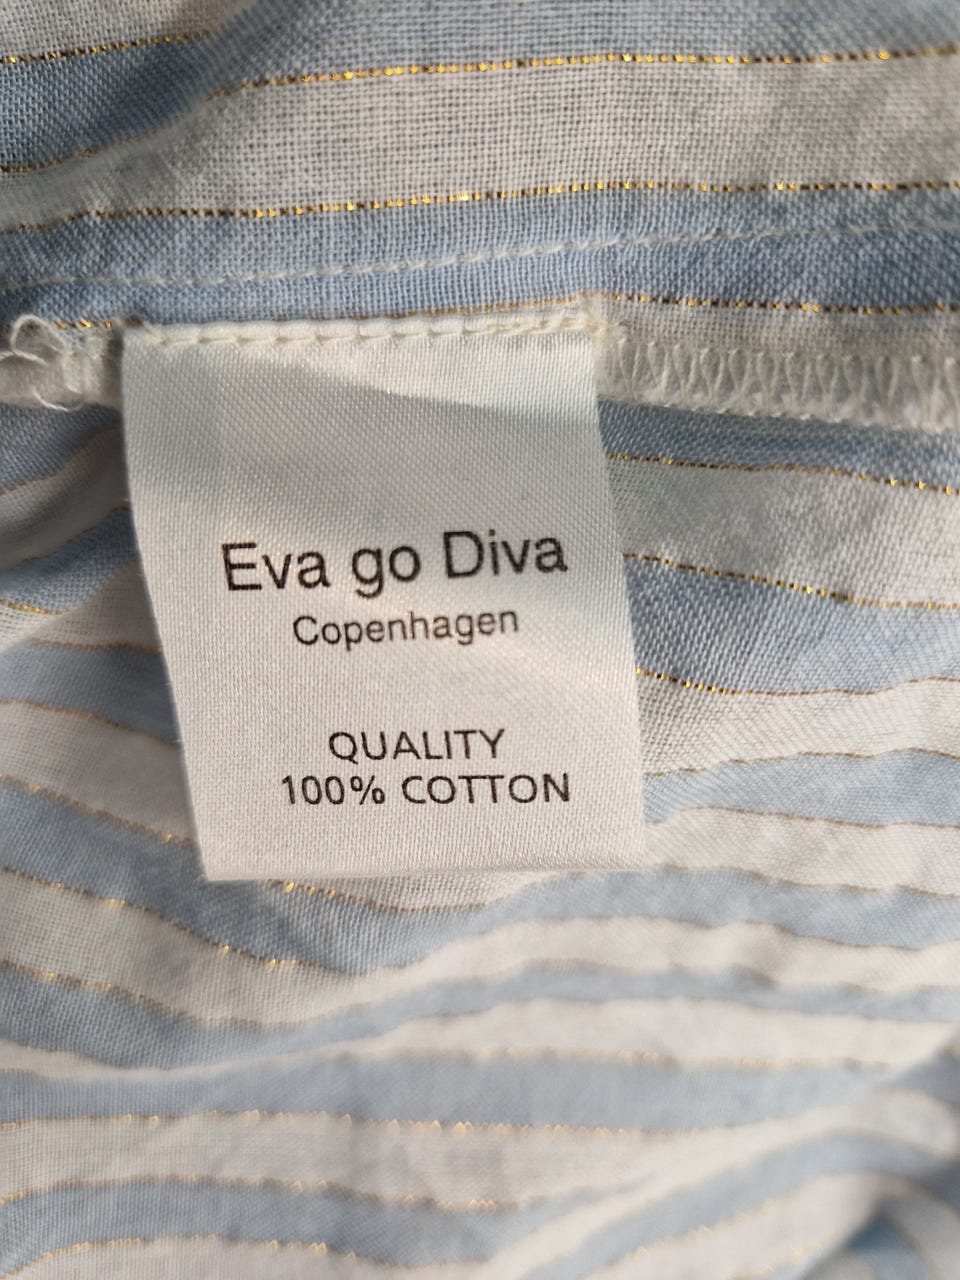 Eva go Diva
Copenhagen
QUALITY
100% COTTON